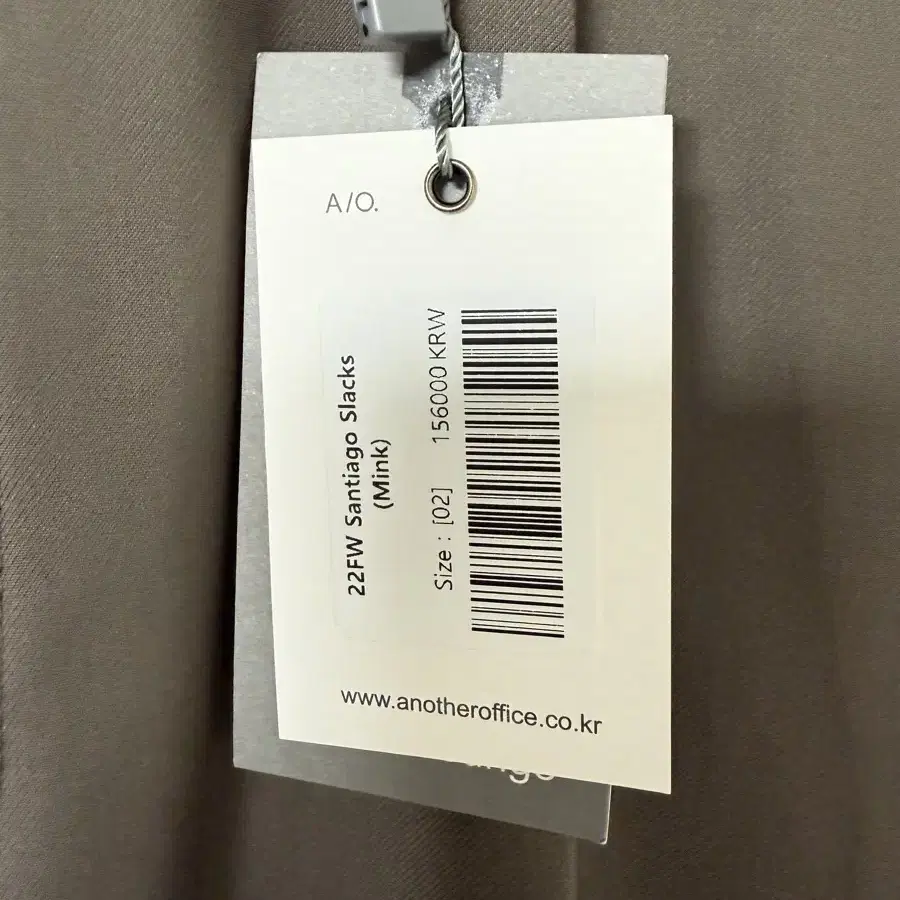 A/O.
22FW Santiago Slacks
(Mink)
Size : [02] 156000 KRW
www.anotheroffice.co.kr